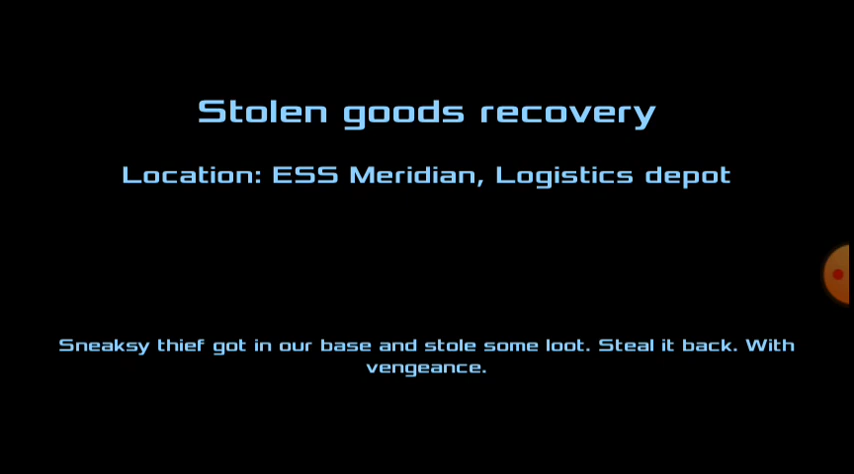 Stolen goods recovery
Location: ESS Meridian, Logistics depot
Sneaksy thief got in our base and stole some loot. Steal it back. With
vengeance.